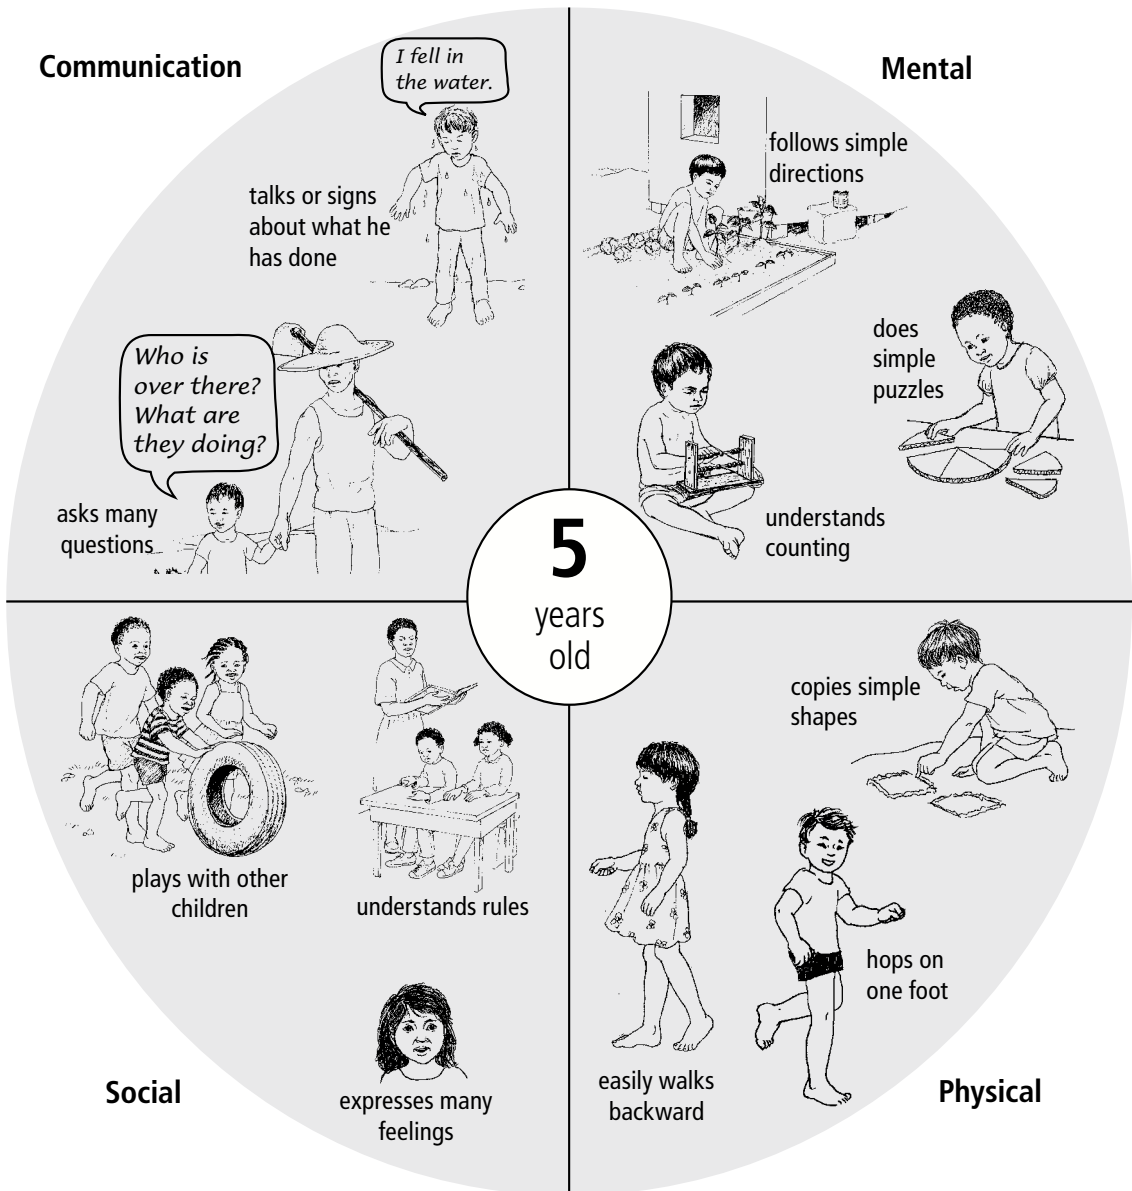 Communication
I fell in
the water.
talks or signs
about what he
has done
Who is
over there?
What are
they doing?
asks many
questions
Mental
follows simple
directions
does
simple
puzzles
understands
counting
5
years
old
plays with other
children
understands rules
Social
expresses many
feelings
copies simple
shapes
hops on
one foot
easily walks
backward
Physical